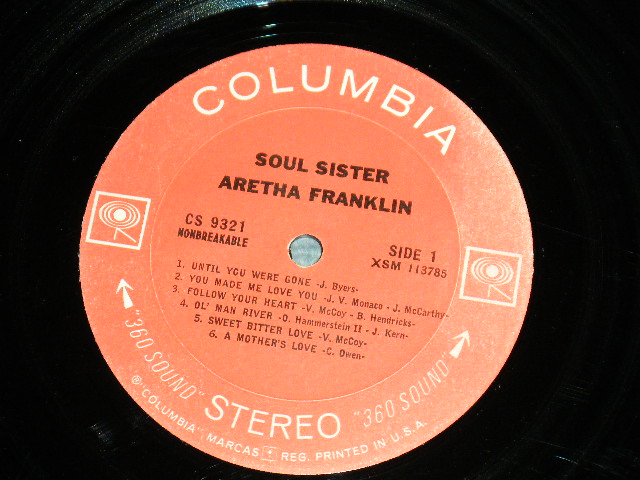 COLUMBIA
SOUL SISTER
ARETHA FRANKLIN
CS 9321
NONBREAKABLE
SIDE 1
XSM 113785
1. UNTIL YOU WERE GONE -J. Byers-
2. YOU MADE ME LOVE YOU -J. V. Monaco - J. McCarthy-
3. FOLLOW YOUR HEART -V. McCoy - B. Hendricks-
4. OL' MAN RIVER -O. Hammerstein II - J. Kern-
5. SWEET BITTER LOVE -V. McCoy-
6. A MOTHER'S LOVE -C. Owen-
"360 SOUND" STEREO "360 SOUND"
® "COLUMBIA" MARCAS REG. PRINTED IN U.S.A.